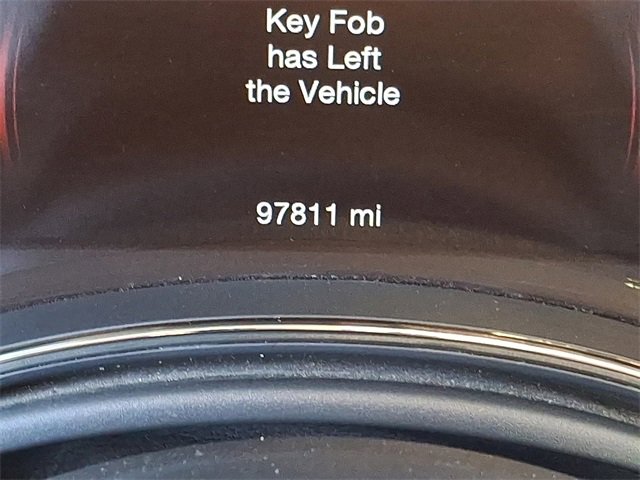 Key Fob
has Left
the Vehicle
97811 mi